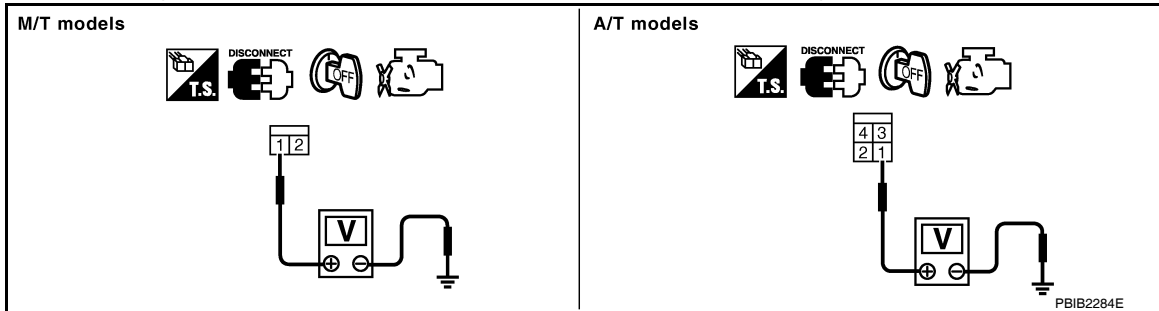 M/T models
DISCONNECT
T.S.
OFF
1 2
V
+ −
A/T models
DISCONNECT
T.S.
OFF
4 3
2 1
V
+ −
PBIB2284E